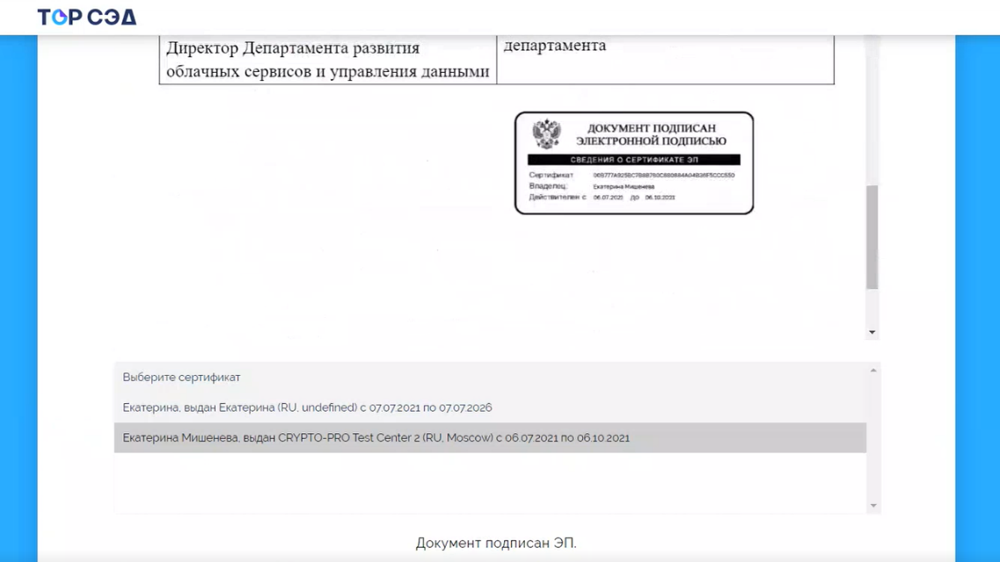 ТОР СЭД
Директор Департамента развития
облачных сервисов и управления данными
департамента
ДОКУМЕНТ ПОДПИСАН
ЭЛЕКТРОННОЙ ПОДПИСЬЮ
СВЕДЕНИЯ О СЕРТИФИКАТЕ ЭП
Сертификат
Владелец: Екатерина Мишенева
Действителен с 06.07.2021 до 06.10.2021
Выберите сертификат
Екатерина, выдан Екатерина (RU, undefined) с 07.07.2021 по 07.07.2026
Екатерина Мишенева, выдан CRYPTO-PRO Test Center 2 (RU, Moscow) с 06.07.2021 по 06.10.2021
Документ подписан ЭП.